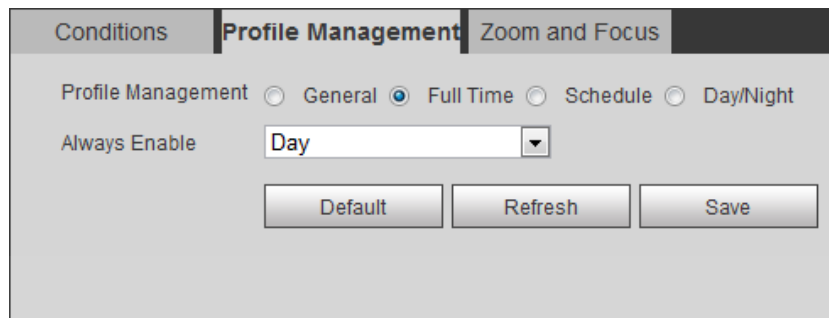 Conditions Profile Management Zoom and Focus
Profile Management General Full Time Schedule Day/Night
Always Enable Day
Default Refresh Save